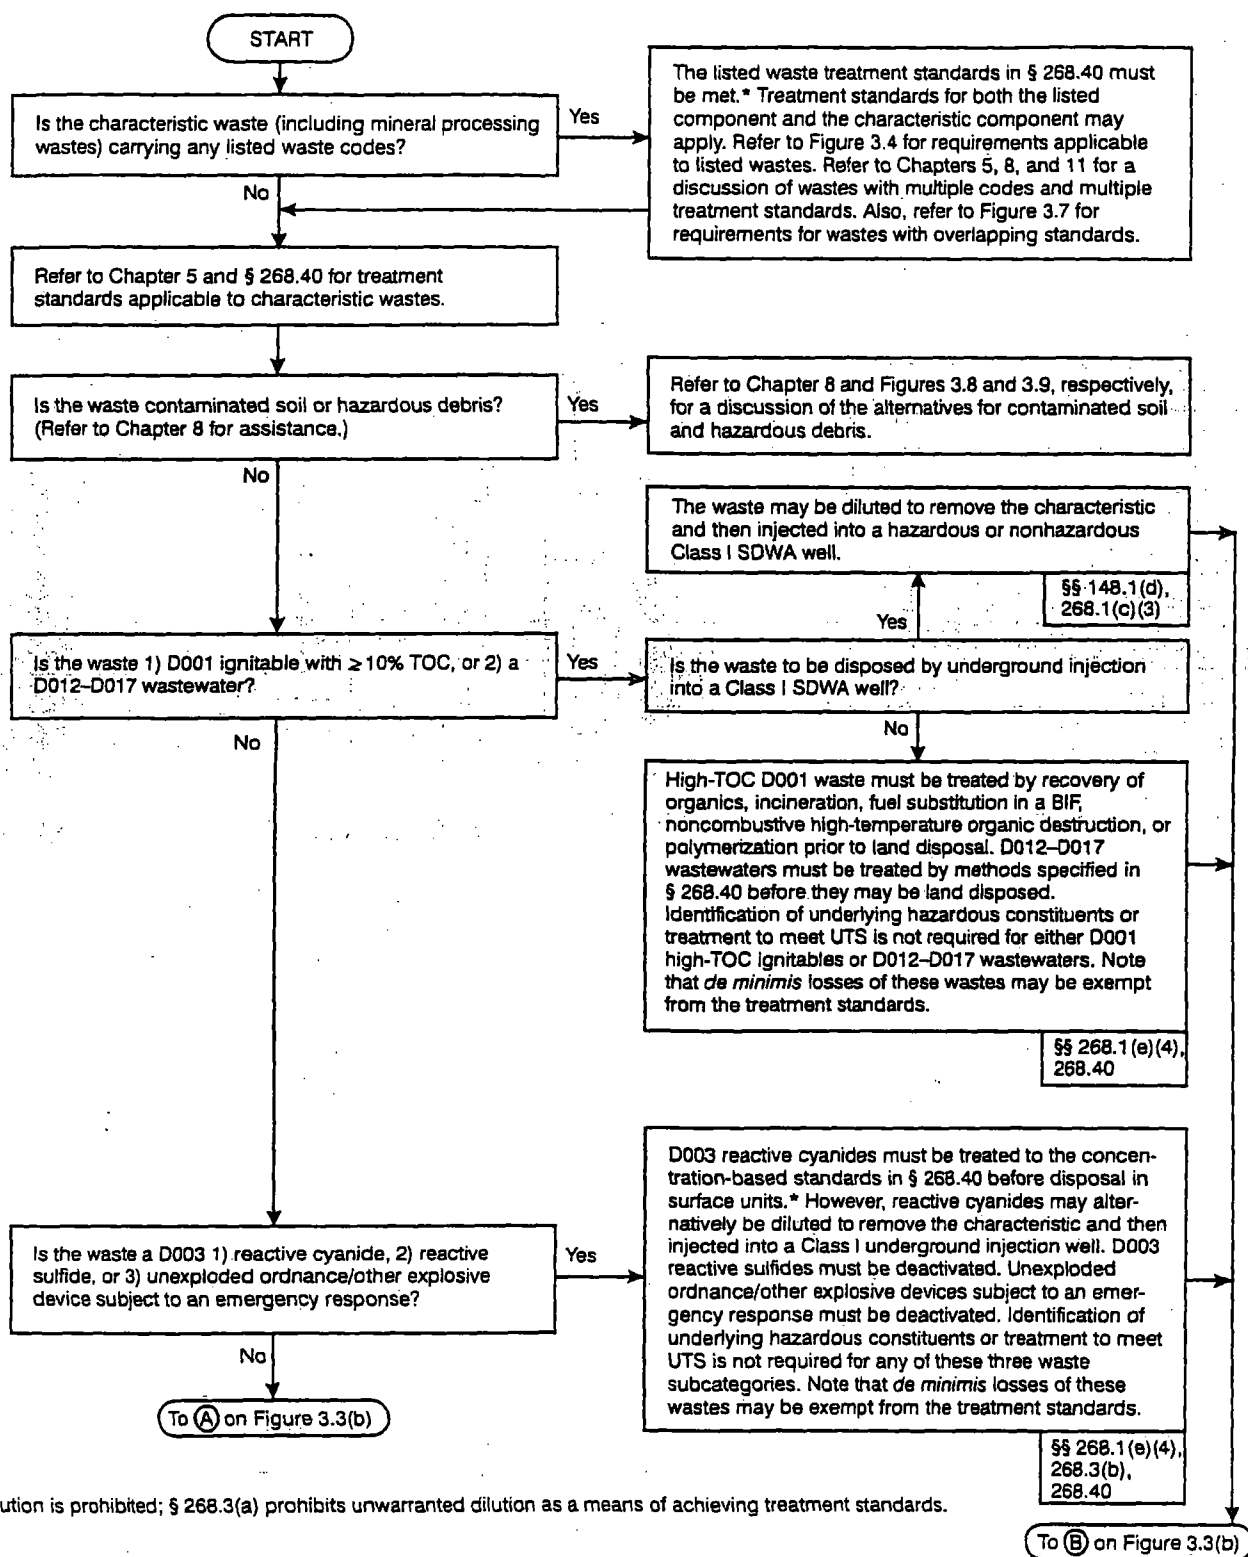 START
Is the characteristic waste (including mineral processing
wastes) carrying any listed waste codes?
Yes
The listed waste treatment standards in § 268.40 must
be met.* Treatment standards for both the listed
component and the characteristic component may
apply. Refer to Figure 3.4 for requirements applicable
to listed wastes. Refer to Chapters 5, 8, and 11 for a
discussion of wastes with multiple codes and multiple
treatment standards. Also, refer to Figure 3.7 for
requirements for wastes with overlapping standards.
No
Refer to Chapter 5 and § 268.40 for treatment
standards applicable to characteristic wastes.
Is the waste contaminated soil or hazardous debris?
(Refer to Chapter 8 for assistance.)
Yes
Refer to Chapter 8 and Figures 3.8 and 3.9, respectively,
for a discussion of the alternatives for contaminated soil
and hazardous debris.
No
The waste may be diluted to remove the characteristic
and then injected into a hazardous or nonhazardous
Class I SDWA well.
§§ 148.1(d),
268.1(c)(3)
Yes
Is the waste 1) D001 ignitable with ≥10% TOC, or 2) a
D012–D017 wastewater?
Yes
Is the waste to be disposed by underground injection
into a Class I SDWA well?
No
No
High-TOC D001 waste must be treated by recovery of
organics, incineration, fuel substitution in a BIF,
noncombustive high-temperature organic destruction, or
polymerization prior to land disposal. D012–D017
wastewaters must be treated by methods specified in
§ 268.40 before they may be land disposed.
Identification of underlying hazardous constituents or
treatment to meet UTS is not required for either D001
high-TOC ignitables or D012–D017 wastewaters. Note
that de minimis losses of these wastes may be exempt
from the treatment standards.
§§ 268.1(e)(4),
268.40
Is the waste a D003 1) reactive cyanide, 2) reactive
sulfide, or 3) unexploded ordnance/other explosive
device subject to an emergency response?
Yes
D003 reactive cyanides must be treated to the concen-
tration-based standards in § 268.40 before disposal in
surface units.* However, reactive cyanides may alter-
natively be diluted to remove the characteristic and then
injected into a Class I underground injection well. D003
reactive sulfides must be deactivated. Unexploded
ordnance/other explosive devices subject to an emer-
gency response must be deactivated. Identification of
underlying hazardous constituents or treatment to meet
UTS is not required for any of these three waste
subcategories. Note that de minimis losses of these
wastes may be exempt from the treatment standards.
§§ 268.1(e)(4),
268.3(b),
268.40
No
To A on Figure 3.3(b)
ution is prohibited; § 268.3(a) prohibits unwarranted dilution as a means of achieving treatment standards.
To B on Figure 3.3(b)